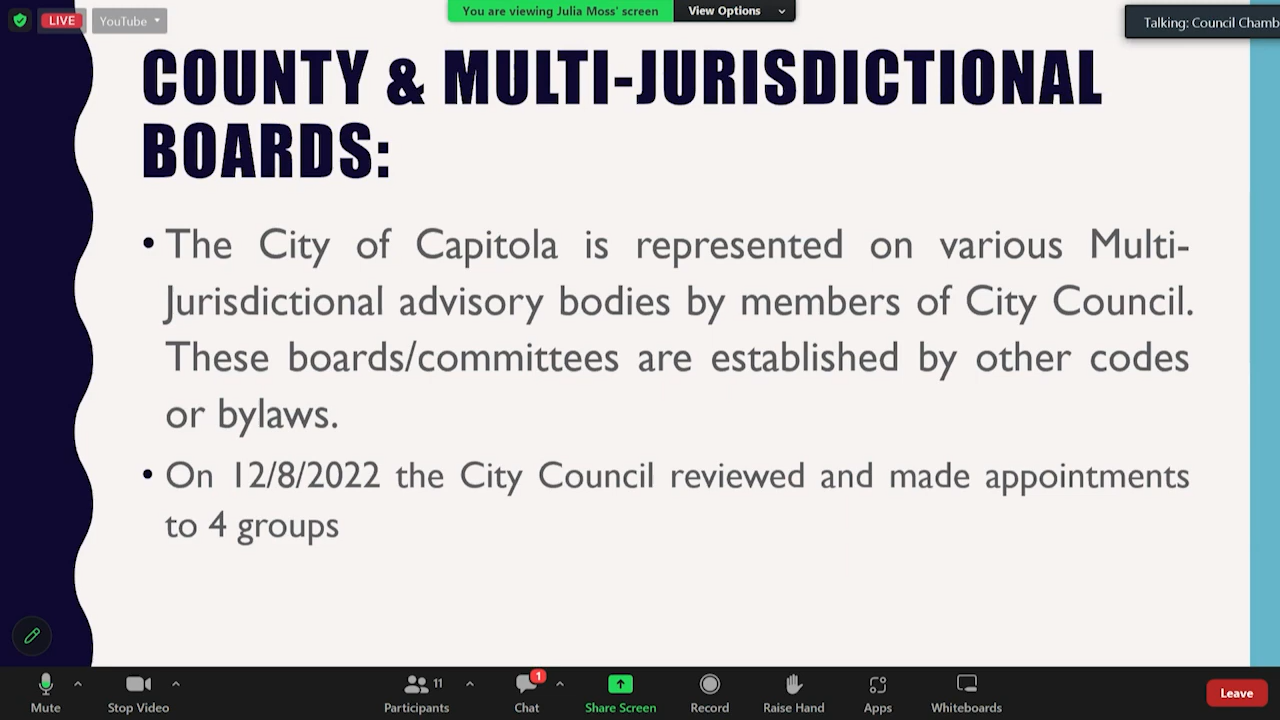 LIVE
YouTube
You are viewing Julia Moss' screen
View Options
Talking: Council Chamb
COUNTY & MULTI-JURISDICTIONAL
BOARDS:
• The City of Capitola is represented on various Multi-
Jurisdictional advisory bodies by members of City Council.
These boards/committees are established by other codes
or bylaws.
• On 12/8/2022 the City Council reviewed and made appointments
to 4 groups
11
1
Mute
Stop Video
Participants
Chat
Share Screen
Record
Raise Hand
Apps
Whiteboards
Leave